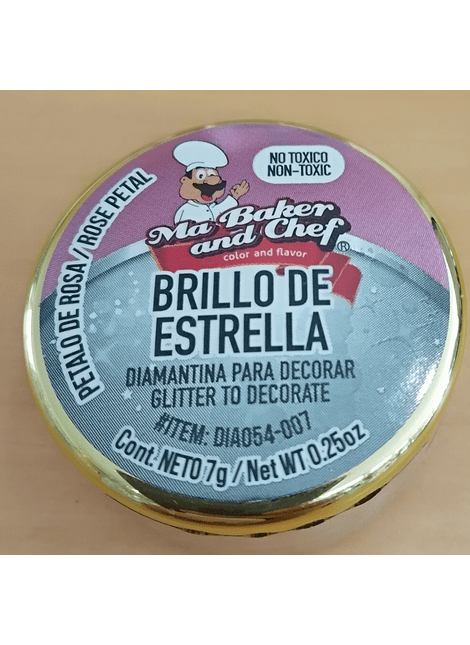 NO TOXICO
NON-TOXIC
Ma Baker
and Chef®
color and flavor
PETALO DE ROSA / ROSE PETAL
BRILLO DE
ESTRELLA
DIAMANTINA PARA DECORAR
GLITTER TO DECORATE
#ITEM: DIA054-007
Cont. NETO 7g / Net WT 0.25oz